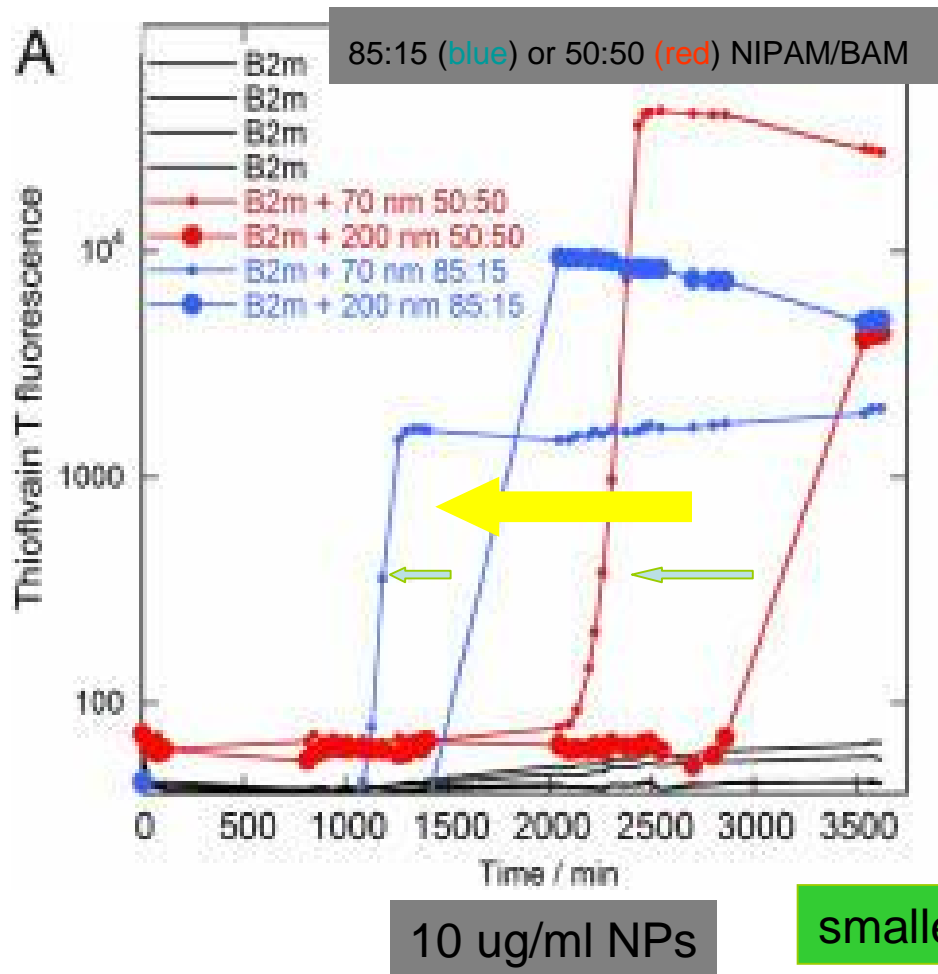 A
85:15 (blue) or 50:50 (red) NIPAM/BAM
B2m
B2m
B2m
B2m
B2m + 70 nm 50:50
B2m + 200 nm 50:50
B2m + 70 nm 85:15
B2m + 200 nm 85:15
Thioflvain T fluorescence
10⁴
1000
100
0 500 1000 1500 2000 2500 3000 3500
Time / min
10 ug/ml NPs